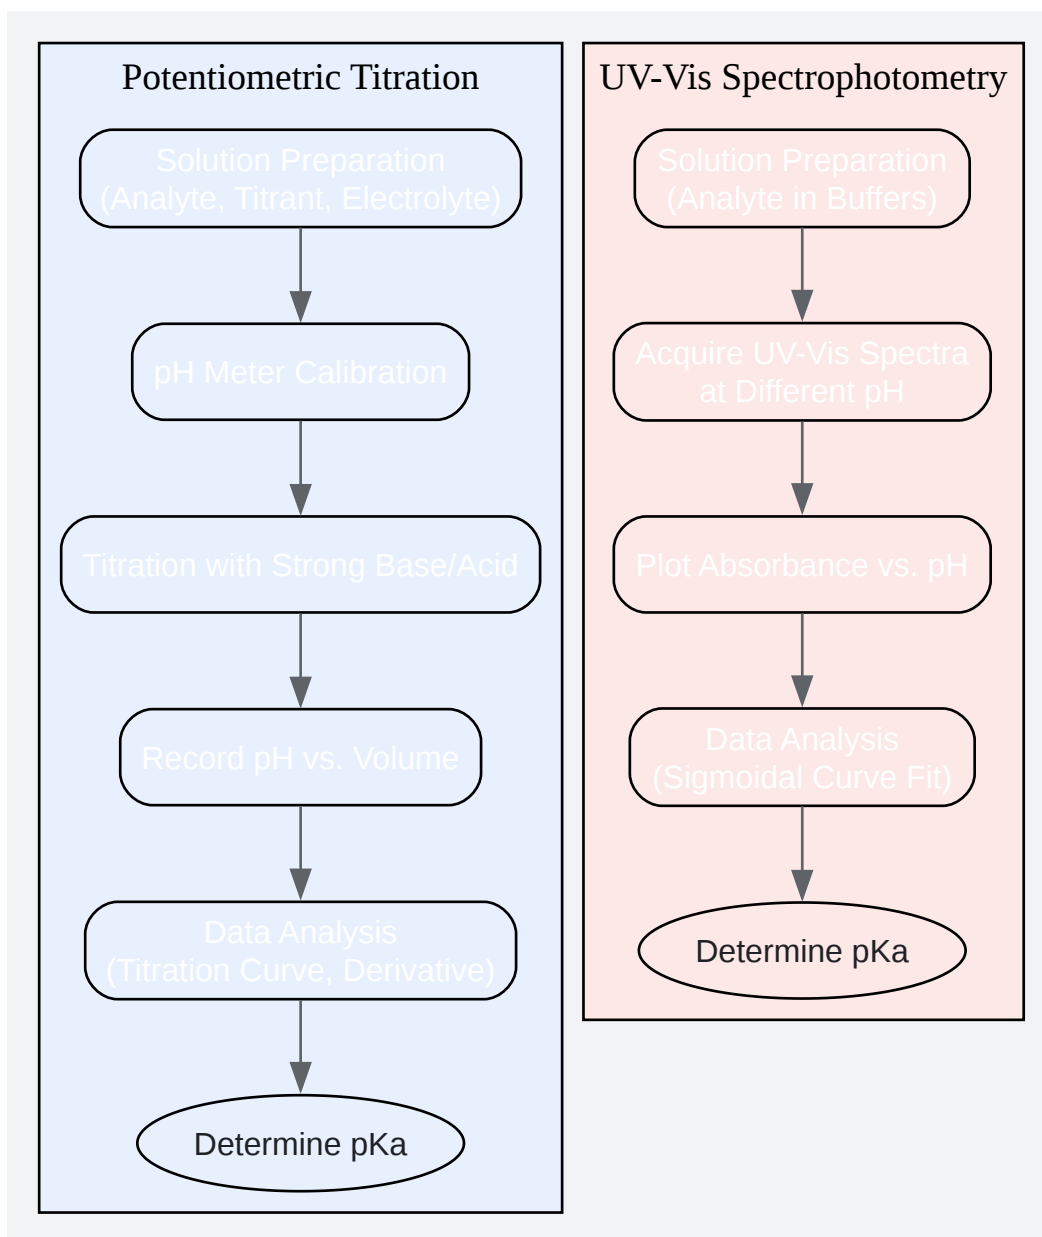 Potentiometric Titration
Solution Preparation
(Analyte, Titrant, Electrolyte)
pH Meter Calibration
Titration with Strong Base/Acid
Record pH vs. Volume
Data Analysis
(Titration Curve, Derivative)
Determine pKa
UV-Vis Spectrophotometry
Solution Preparation
(Analyte in Buffers)
Acquire UV-Vis Spectra
at Different pH
Plot Absorbance vs. pH
Data Analysis
(Sigmoidal Curve Fit)
Determine pKa